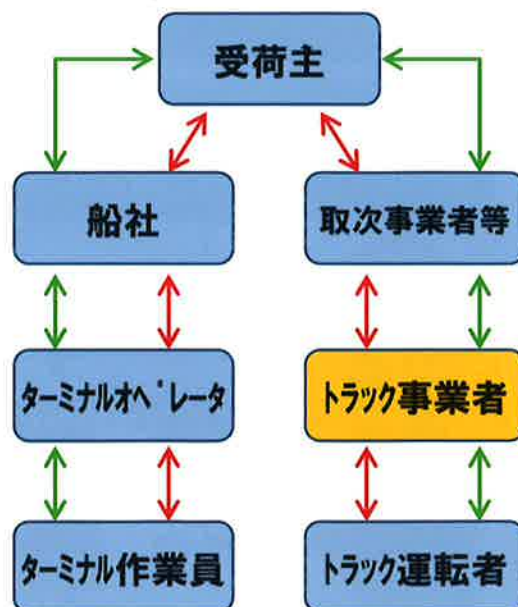 受荷主
船社
取次事業者等
ターミナルオペレータ
トラック事業者
ターミナル作業員
トラック運転者